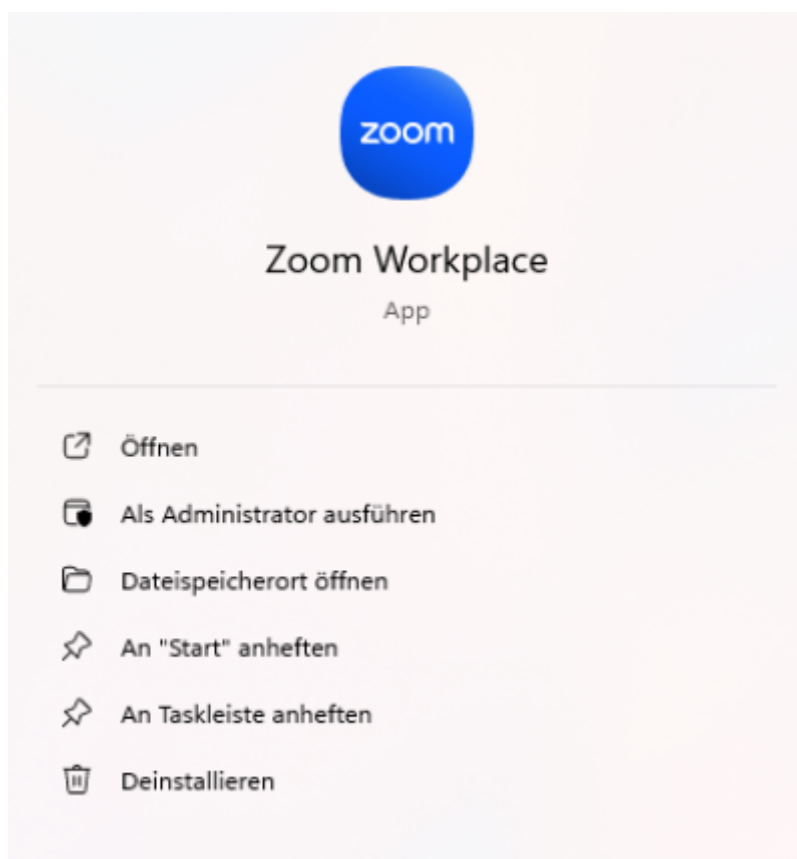 zoom
Zoom Workplace
App
Öffnen
Als Administrator ausführen
Dateispeicherort öffnen
An "Start" anheften
An Taskleiste anheften
Deinstallieren